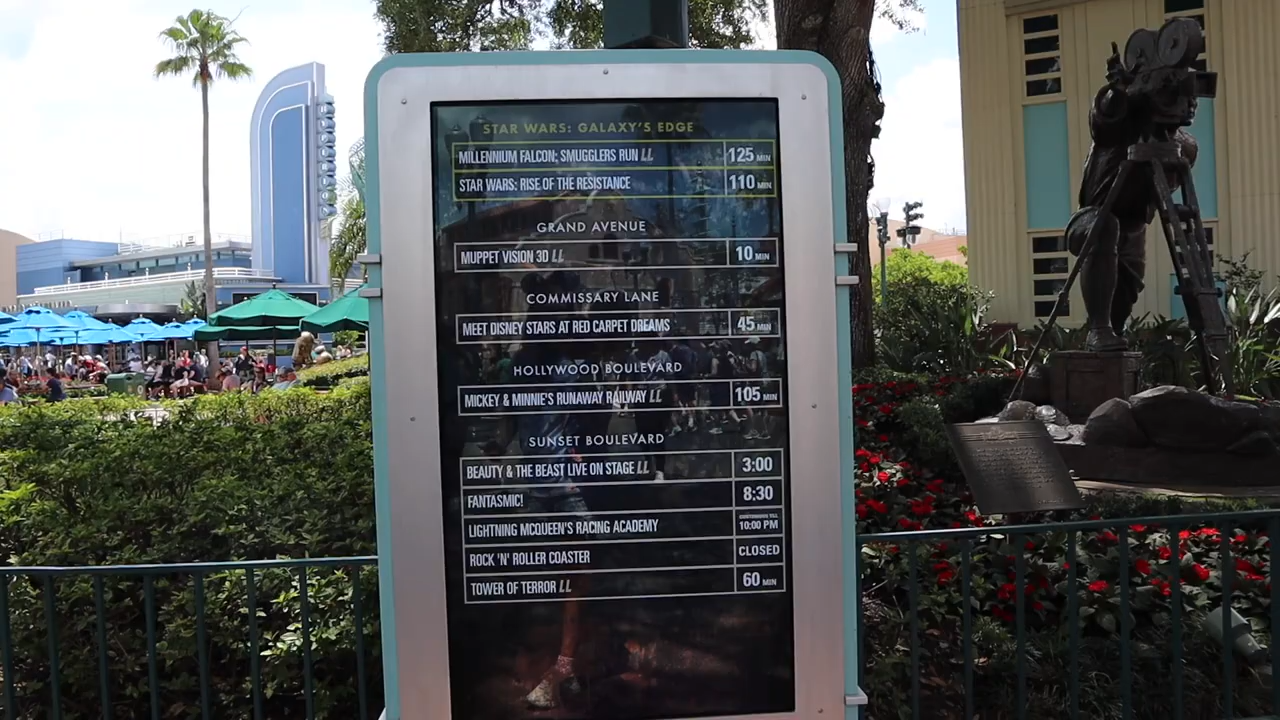 STAR WARS: GALAXY'S EDGE
MILLENNIUM FALCON: SMUGGLERS RUN LL 125 MIN
STAR WARS: RISE OF THE RESISTANCE 110 MIN
GRAND AVENUE
MUPPET VISION 3D LL 10 MIN
COMMISSARY LANE
MEET DISNEY STARS AT RED CARPET DREAMS 45 MIN
HOLLYWOOD BOULEVARD
MICKEY & MINNIE'S RUNAWAY RAILWAY LL 105 MIN
SUNSET BOULEVARD
BEAUTY & THE BEAST LIVE ON STAGE LL 3:00
FANTASMIC! 8:30
LIGHTNING MCQUEEN'S RACING ACADEMY 10:00 PM
ROCK 'N' ROLLER COASTER CLOSED
TOWER OF TERROR LL 60 MIN